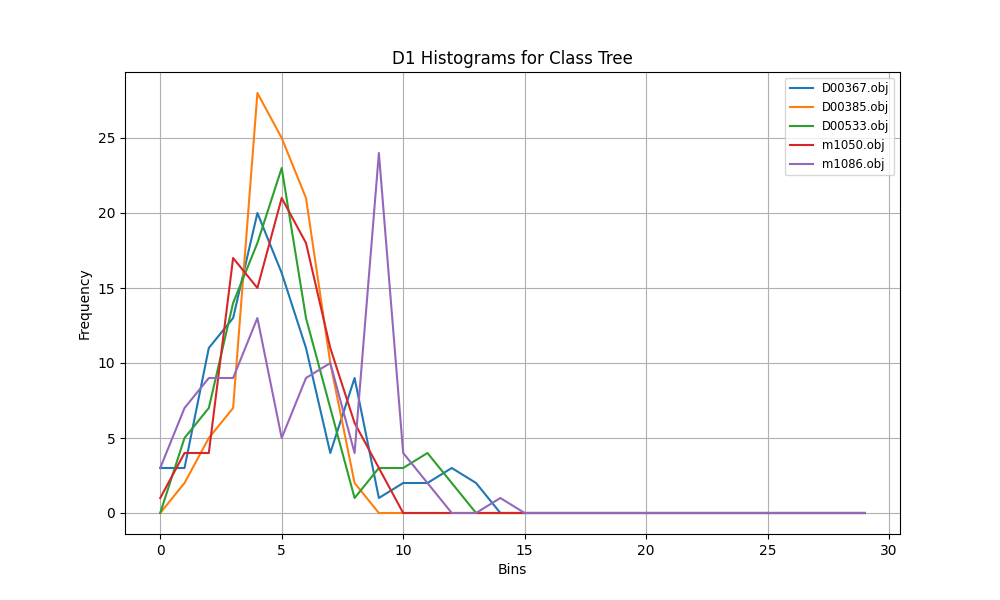 D1 Histograms for Class Tree
D00367.obj
D00385.obj
D00533.obj
m1050.obj
m1086.obj
Frequency
25
20
15
10
5
0
0 5 10 15 20 25 30
Bins